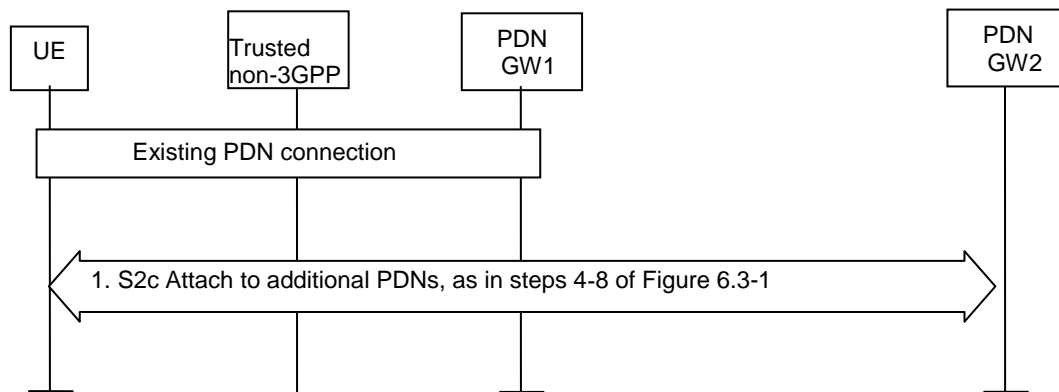 UE
Trusted
non-3GPP
PDN
GW1
PDN
GW2
Existing PDN connection
1. S2c Attach to additional PDNs, as in steps 4-8 of Figure 6.3-1